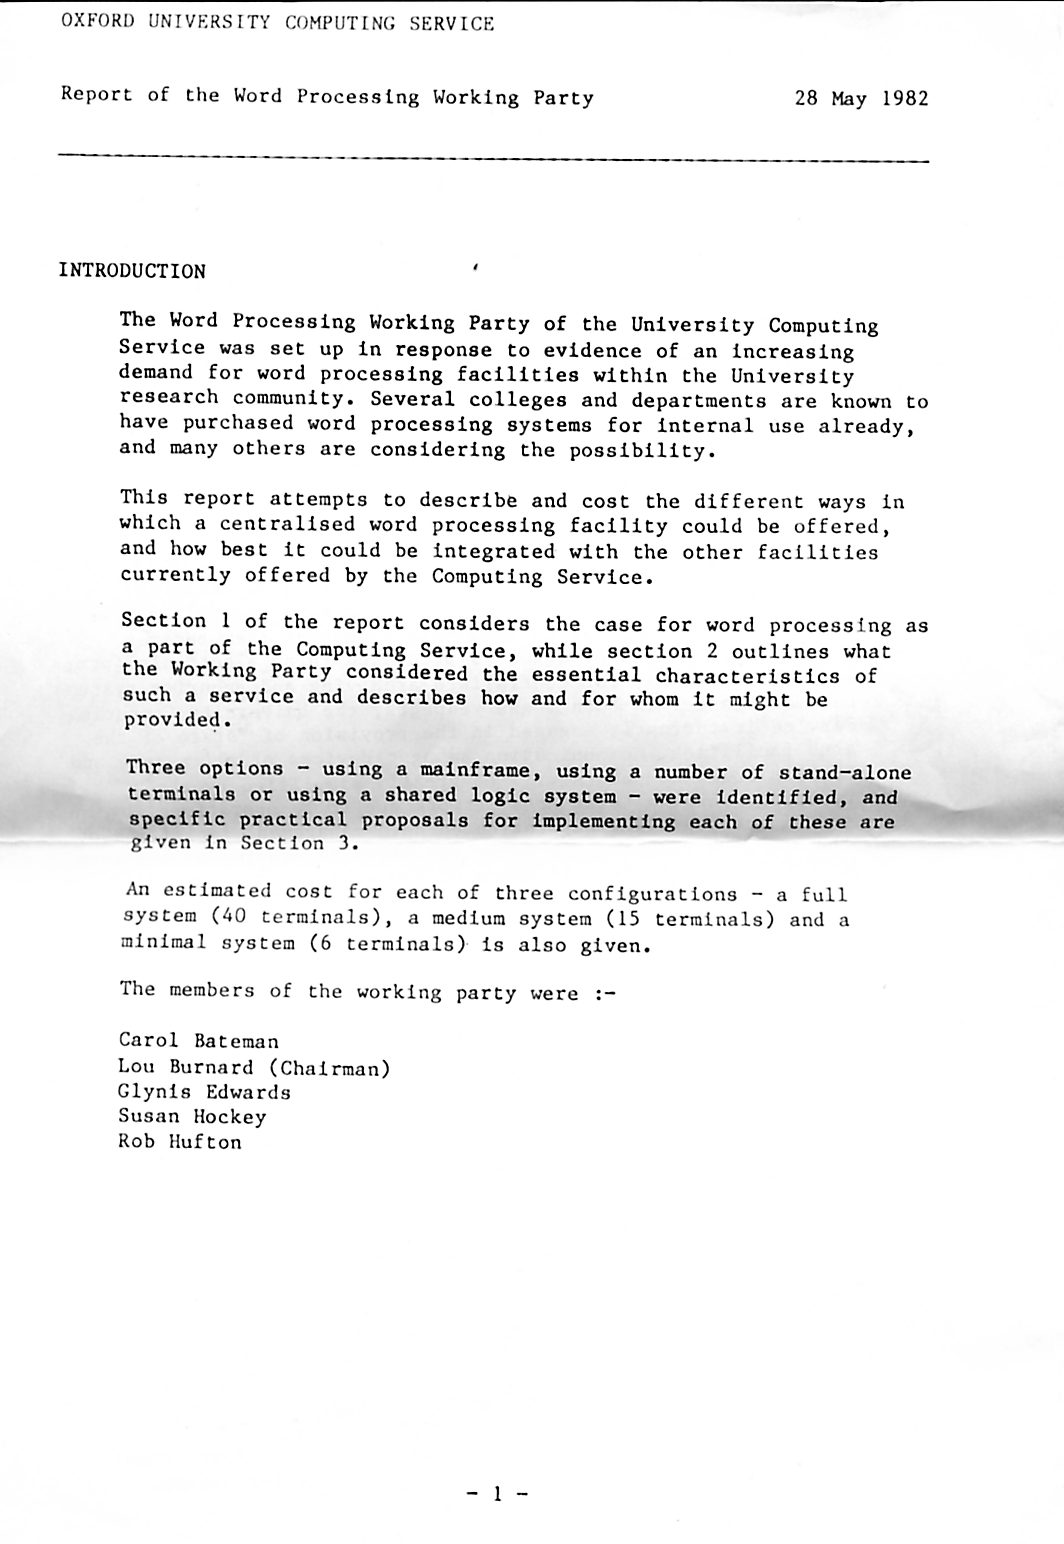 OXFORD UNIVERSITY COMPUTING SERVICE
Report of the Word Processing Working Party 28 May 1982
INTRODUCTION
The Word Processing Working Party of the University Computing
Service was set up in response to evidence of an increasing
demand for word processing facilities within the University
research community. Several colleges and departments are known to
have purchased word processing systems for internal use already,
and many others are considering the possibility.
This report attempts to describe and cost the different ways in
which a centralised word processing facility could be offered,
and how best it could be integrated with the other facilities
currently offered by the Computing Service.
Section 1 of the report considers the case for word processing as
a part of the Computing Service, while section 2 outlines what
the Working Party considered the essential characteristics of
such a service and describes how and for whom it might be
provided.
Three options - using a mainframe, using a number of stand-alone
terminals or using a shared logic system - were identified, and
specific practical proposals for implementing each of these are
given in Section 3.
An estimated cost for each of three configurations - a full
system (40 terminals), a medium system (15 terminals) and a
minimal system (6 terminals) is also given.
The members of the working party were :-
Carol Bateman
Lou Burnard (Chairman)
Glynis Edwards
Susan Hockey
Rob Hufton
- 1 -